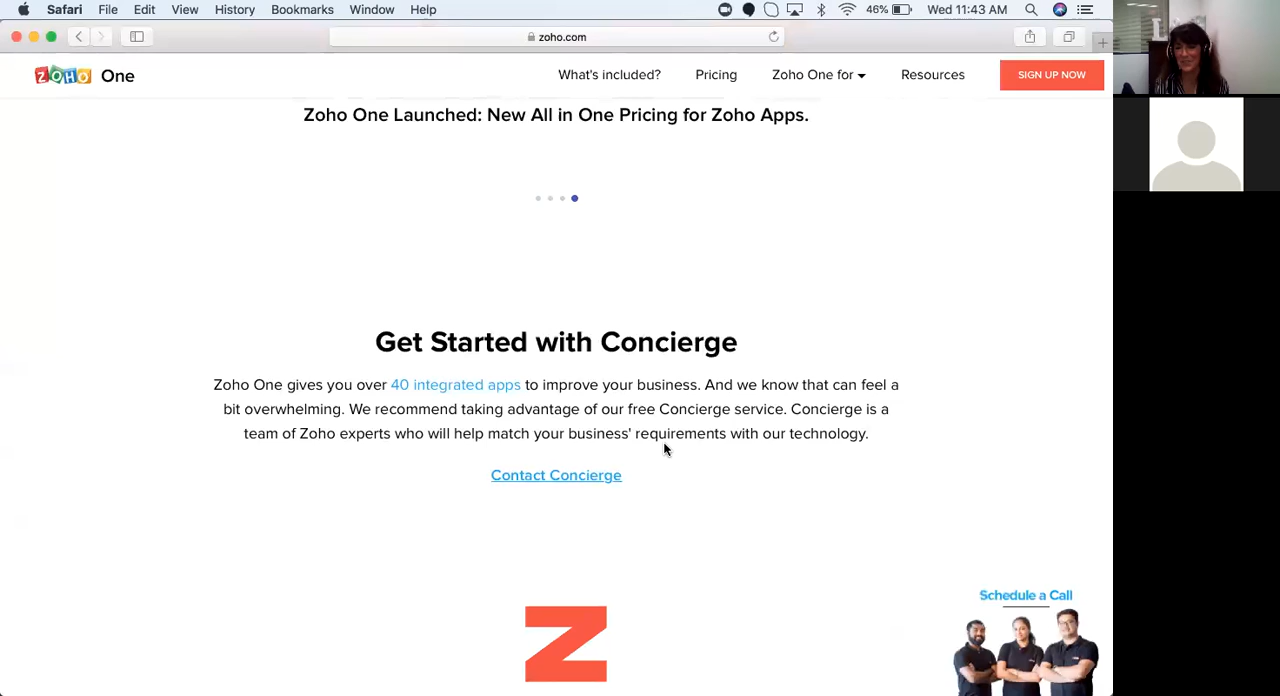 Safari File Edit View History Bookmarks Window Help 46% Wed 11:43 AM
zoho.com
ZOHO One What's included? Pricing Zoho One for Resources SIGN UP NOW
Zoho One Launched: New All in One Pricing for Zoho Apps.
Get Started with Concierge
Zoho One gives you over 40 integrated apps to improve your business. And we know that can feel a
bit overwhelming. We recommend taking advantage of our free Concierge service. Concierge is a
team of Zoho experts who will help match your business' requirements with our technology.
Contact Concierge
Schedule a Call
Z